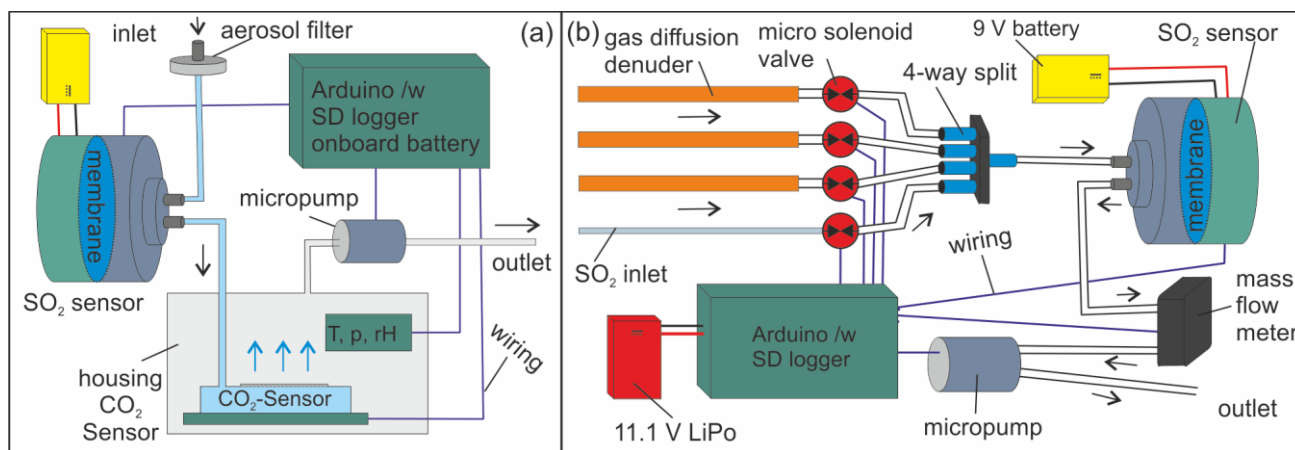 inlet
aerosol filter
(a)
Arduino /w
SD logger
onboard battery
membrane
micropump
outlet
SO₂ sensor
T, p, rH
wiring
housing
CO₂
Sensor
CO₂-Sensor
(b)
gas diffusion
denuder
micro solenoid
valve
9 V battery
SO₂ sensor
4-way split
membrane
SO₂ inlet
wiring
mass
flow
meter
Arduino /w
SD logger
11.1 V LiPo
micropump
outlet